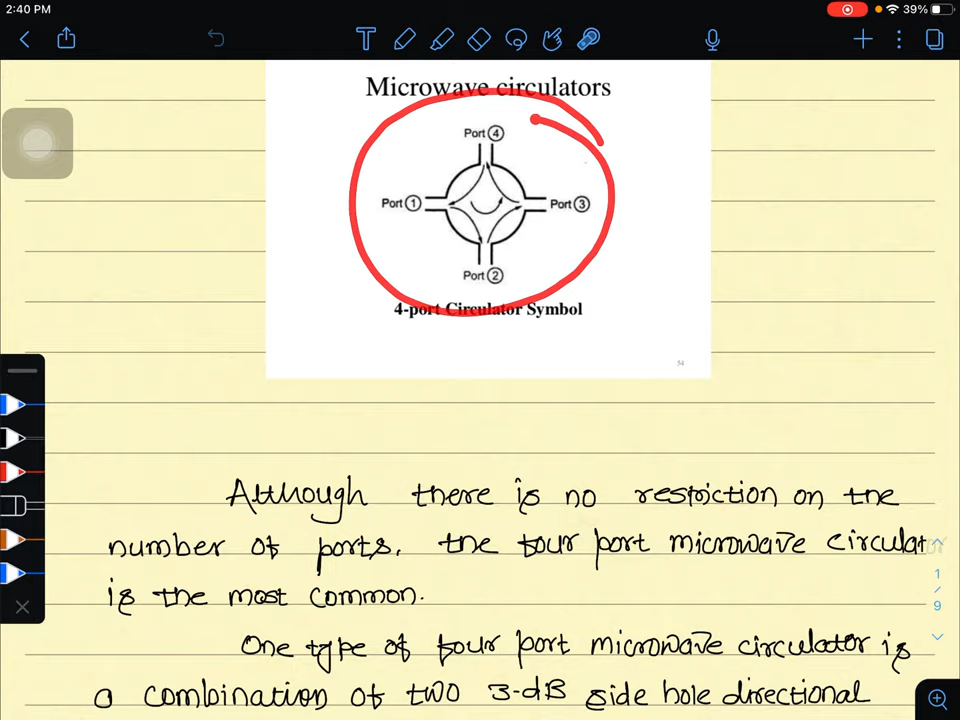 2:40 PM
39%
Microwave circulators
Port 4
Port 1
Port 3
Port 2
4-port Circulator Symbol
54
Although there is no restriction on the
number of ports, the four port microwave circulator
is the most common.
1
/
9
One type of four port microwave circulator is
a combination of two 3-dB side hole directional